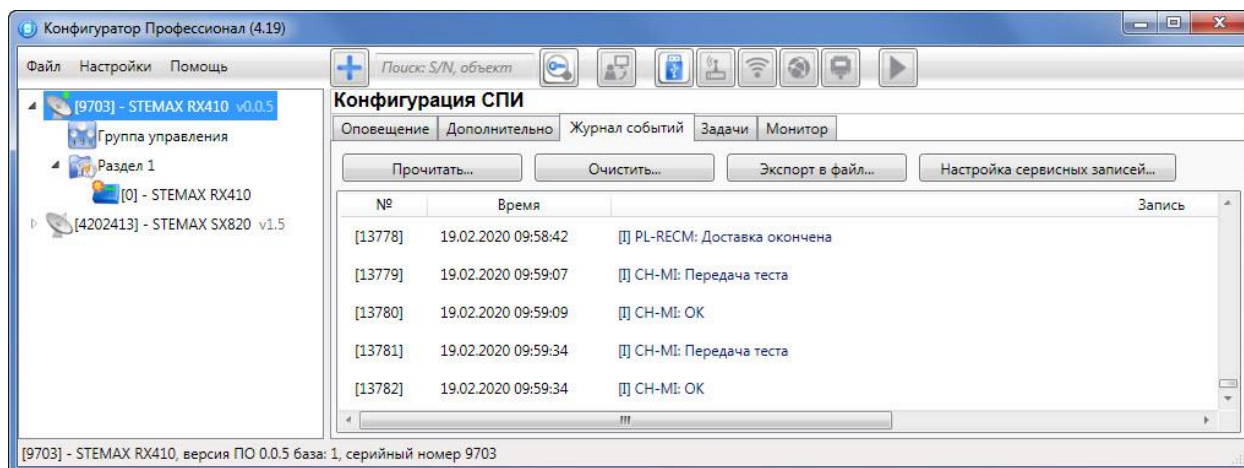 Конфигуратор Профессионал (4.19)
Файл Настройки Помощь
Поиск: S/N, объект
[9703] - STEMAX RX410 v0.0.5
Группа управления
Раздел 1
[0] - STEMAX RX410
[4202413] - STEMAX SX820 v1.5
Конфигурация СПИ
Оповещение Дополнительно Журнал событий Задачи Монитор
Прочитать... Очистить... Экспорт в файл... Настройка сервисных записей...
№ Время Запись
[13778] 19.02.2020 09:58:42 [I] PL-RECM: Доставка окончена
[13779] 19.02.2020 09:59:07 [I] CH-MI: Передача теста
[13780] 19.02.2020 09:59:09 [I] CH-MI: OK
[13781] 19.02.2020 09:59:34 [I] CH-MI: Передача теста
[13782] 19.02.2020 09:59:34 [I] CH-MI: OK
[9703] - STEMAX RX410, версия ПО 0.0.5 база: 1, серийный номер 9703